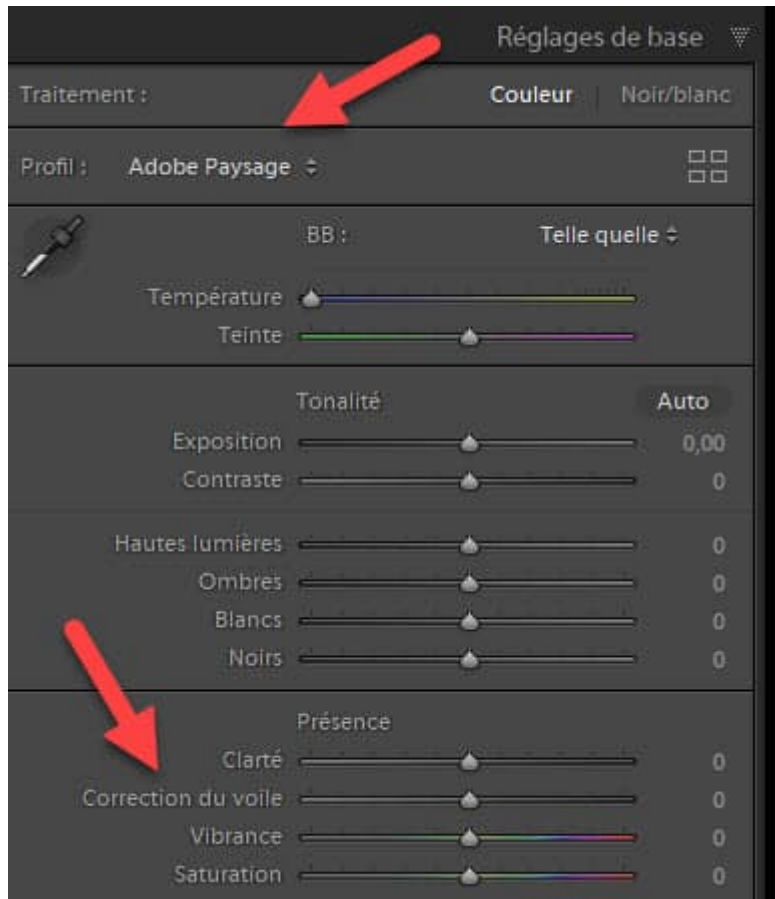 Réglages de base
Traitement : Couleur Noir/blanc
Profil : Adobe Paysage
BB : Telle quelle
Température
Teinte
Tonalité Auto
Exposition 0,00
Contraste 0
Hautes lumières 0
Ombres 0
Blancs 0
Noirs 0
Présence
Clarté 0
Correction du voile 0
Vibrance 0
Saturation 0